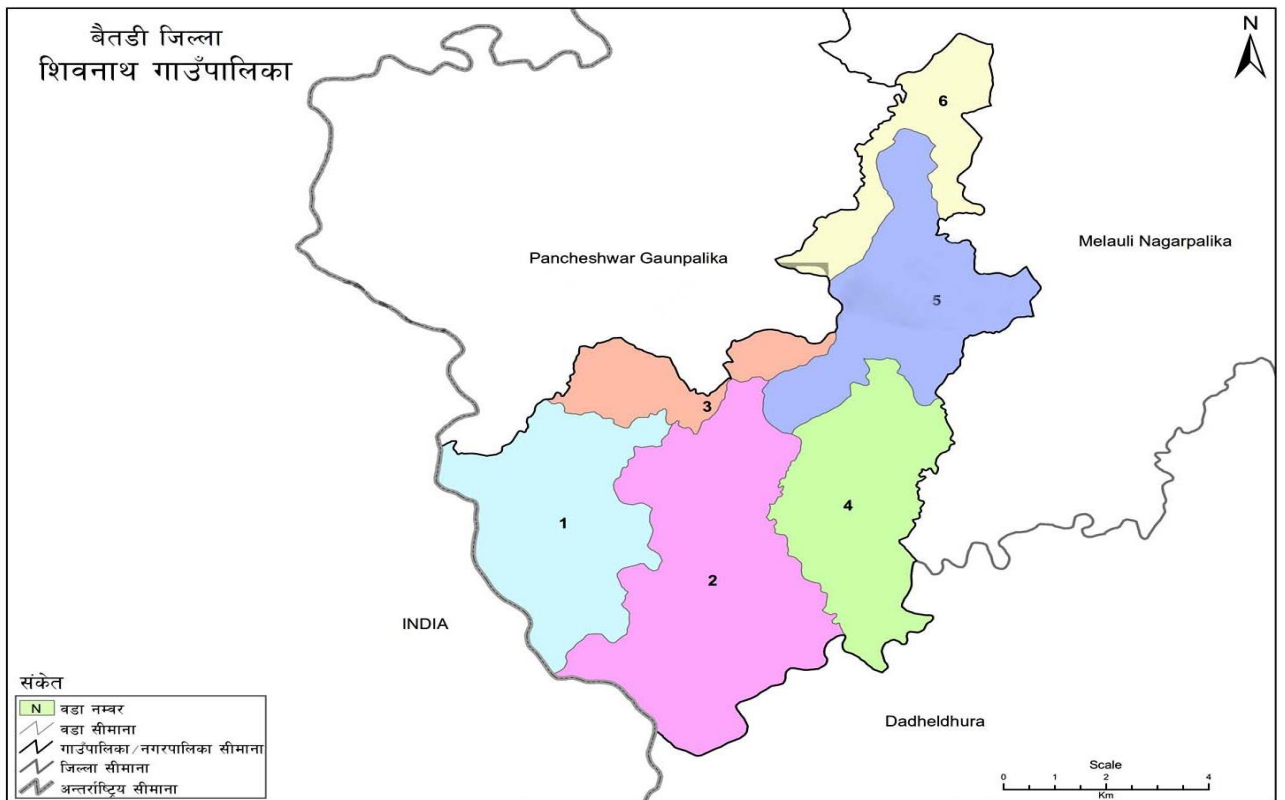 बैतडी जिल्ला
शिवनाथ गाउँपालिका
N
6
Pancheshwar Gaunpalika
Melauli Nagarpalika
5
3
1
4
2
INDIA
Dadheldhura
संकेत
N वडा नम्वर
वडा सीमाना
गाउँपालिका/नगरपालिका सीमाना
जिल्ला सीमाना
अन्तर्राष्ट्रिय सीमाना
Scale
0 1 2 4
Km